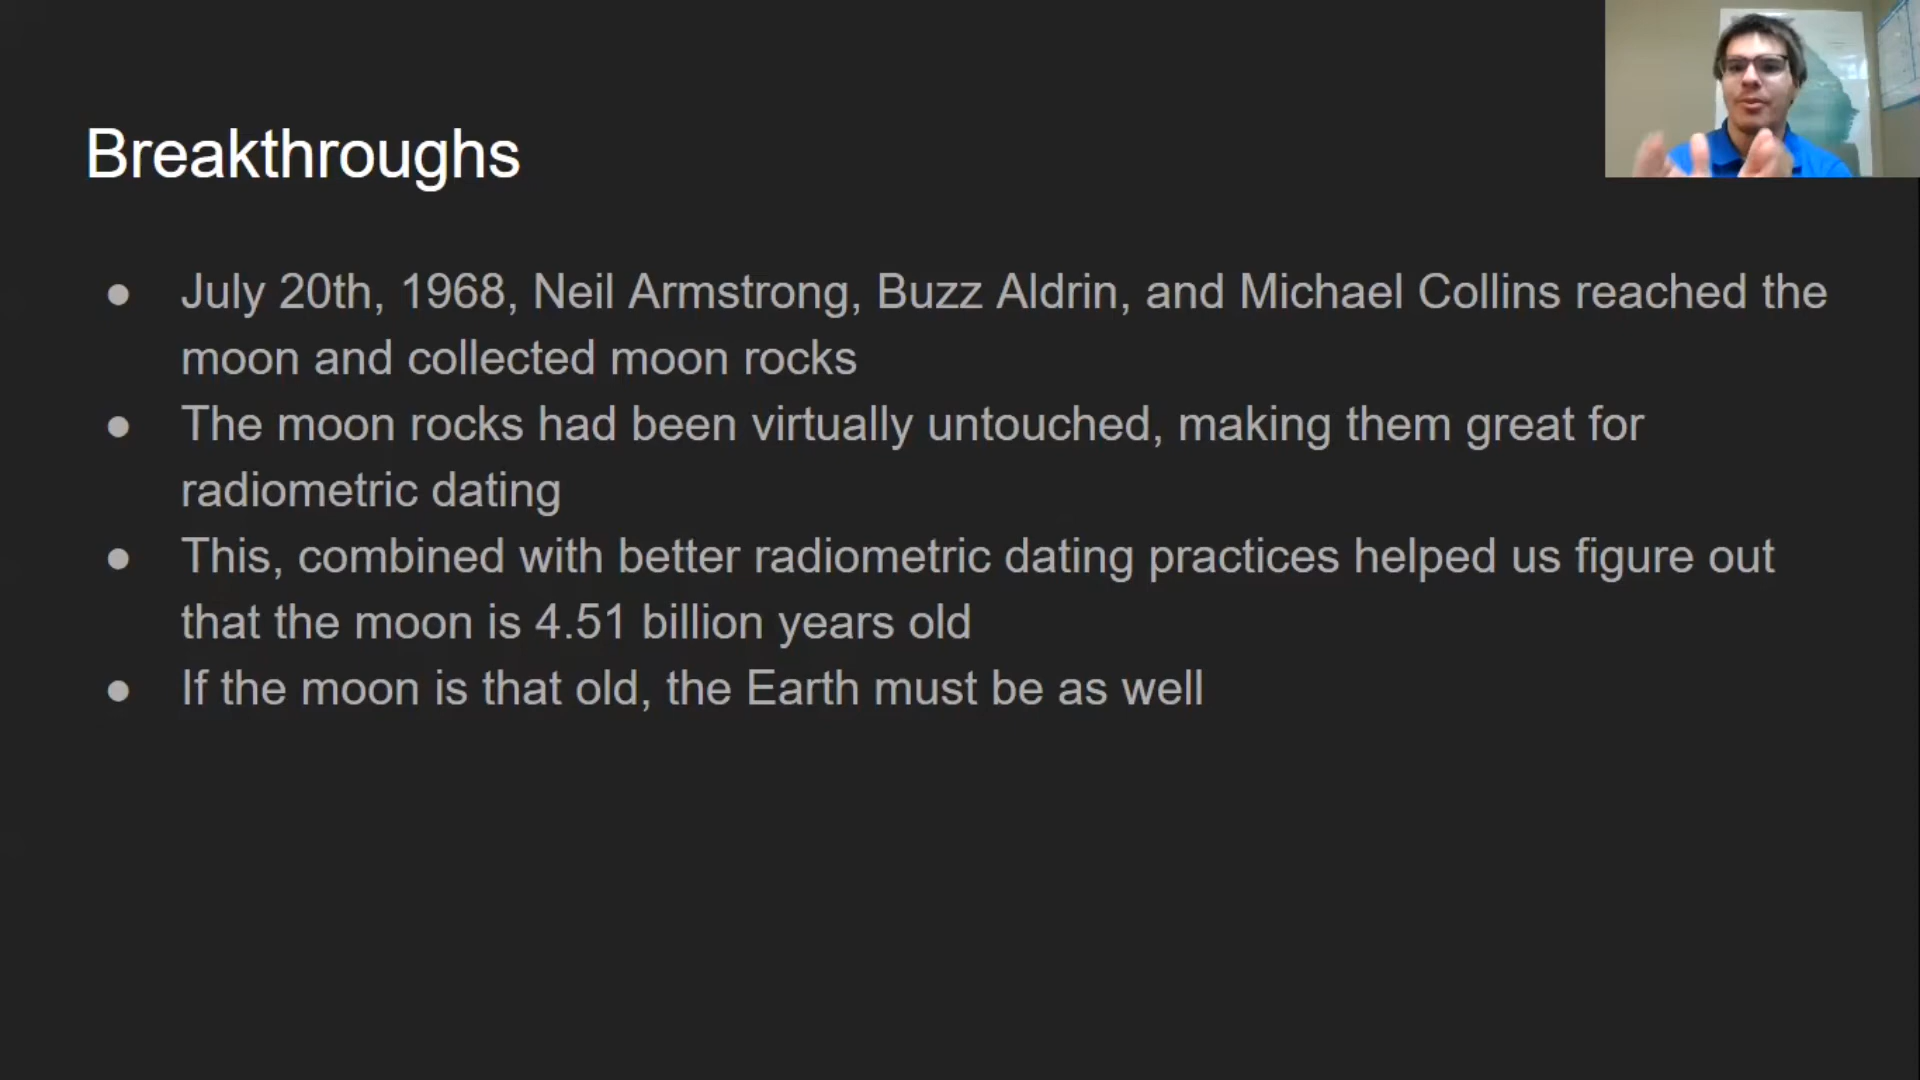 Breakthroughs
● July 20th, 1968, Neil Armstrong, Buzz Aldrin, and Michael Collins reached the
moon and collected moon rocks
● The moon rocks had been virtually untouched, making them great for
radiometric dating
● This, combined with better radiometric dating practices helped us figure out
that the moon is 4.51 billion years old
● If the moon is that old, the Earth must be as well